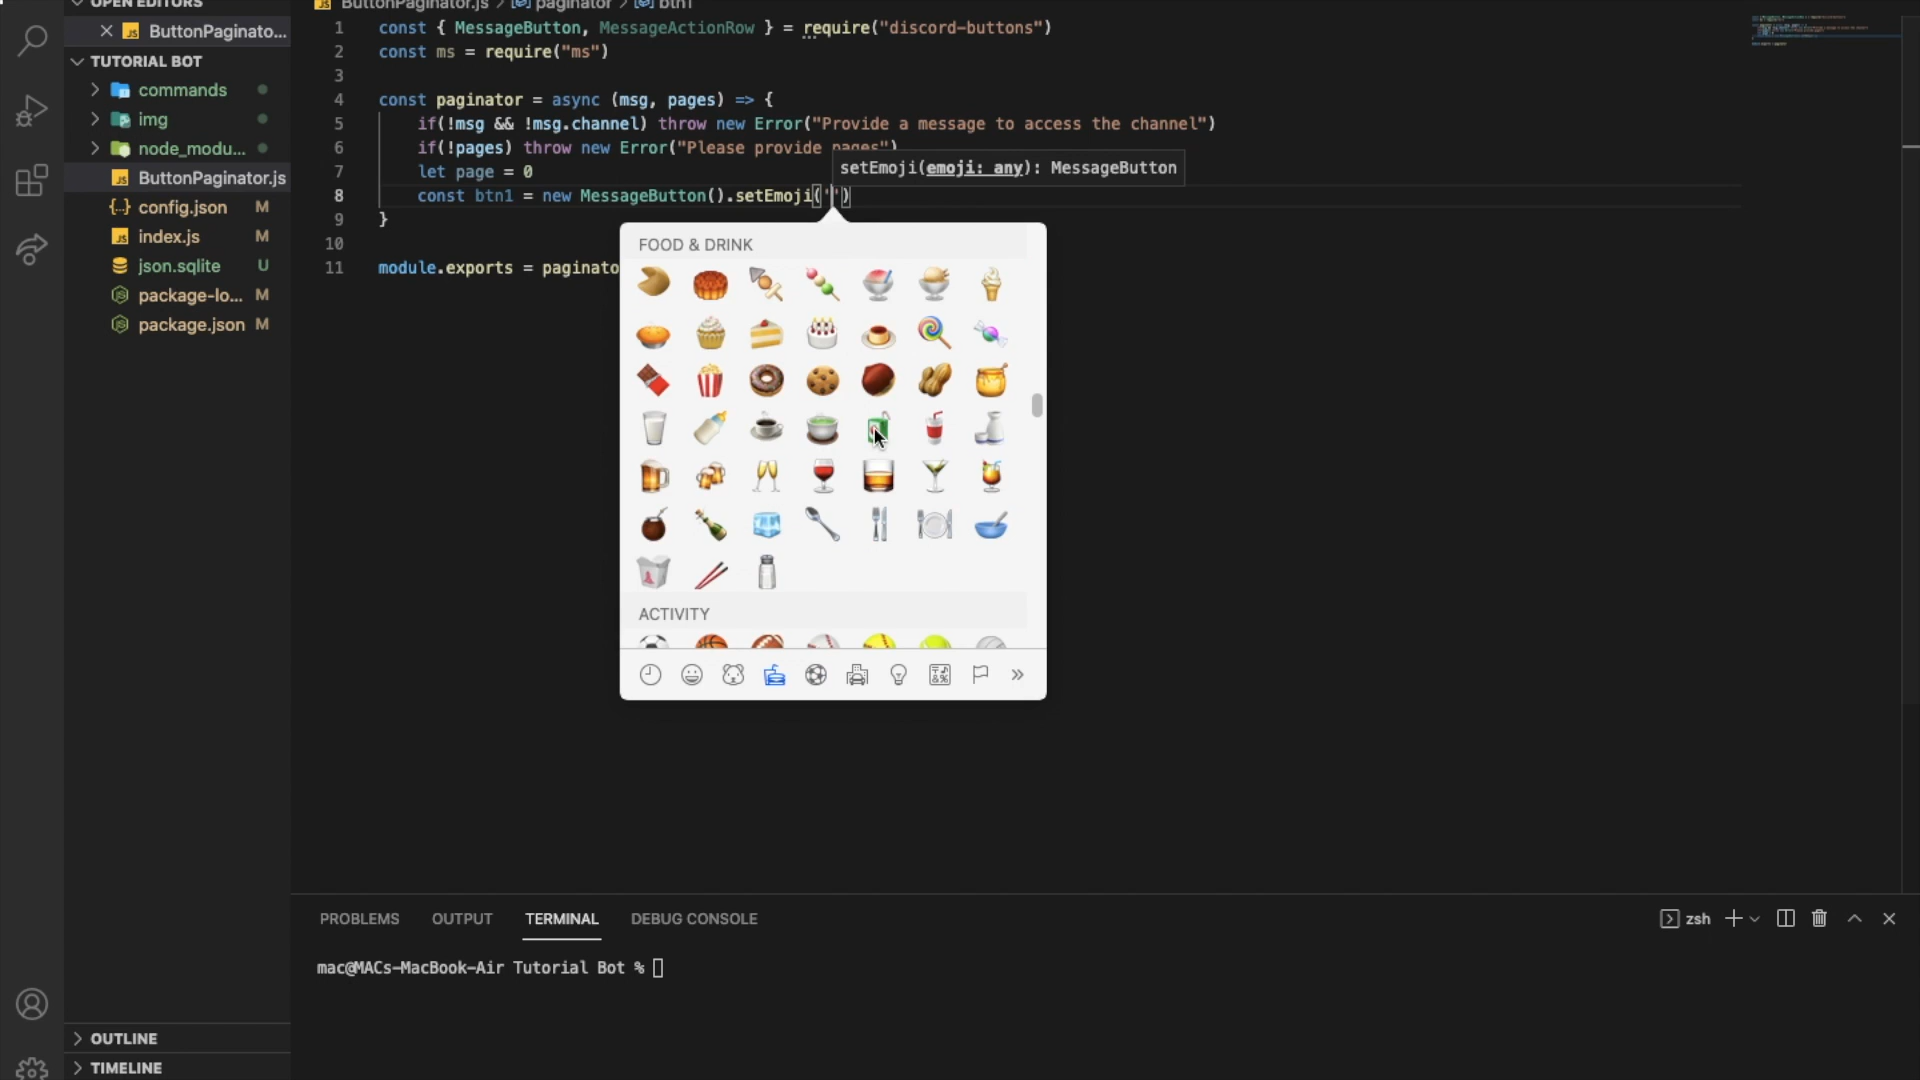 OPEN EDITORS
ButtonPaginato...
TUTORIAL BOT
commands
img
node_modu...
ButtonPaginator.js
config.json M
index.js M
json.sqlite U
package-lo... M
package.json M
OUTLINE
TIMELINE
ButtonPaginator.js > paginator > btn1
1 const { MessageButton, MessageActionRow } = require("discord-buttons")
2 const ms = require("ms")
3
4 const paginator = async (msg, pages) => {
5 if(!msg && !msg.channel) throw new Error("Provide a message to access the channel")
6 if(!pages) throw new Error("Please provide pages")
7 let page = 0
8 const btn1 = new MessageButton().setEmoji('')
9 }
10
11 module.exports = paginato
setEmoji(emoji: any): MessageButton
FOOD & DRINK
ACTIVITY
PROBLEMS OUTPUT TERMINAL DEBUG CONSOLE
zsh
mac@MACs-MacBook-Air Tutorial Bot %